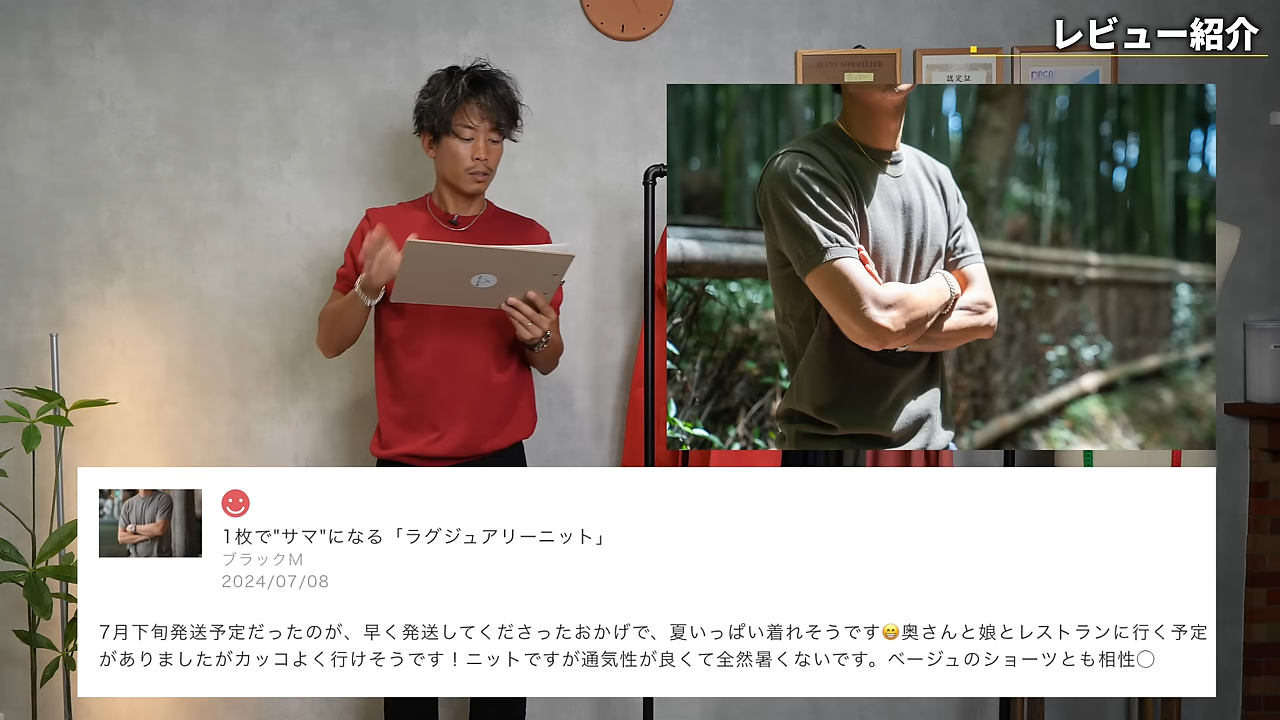 レビュー紹介
JEANS SOMMELIER
認定証
1枚で"サマ"になる「ラグジュアリーニット」
ブラックM
2024/07/08
7月下旬発送予定だったのが、早く発送してくださったおかげで、夏いっぱい着れそうです😁奥さんと娘とレストランに行く予定
がありましたがカッコよく行けそうです！ニットですが通気性が良くて全然暑くないです。ベージュのショーツとも相性◯